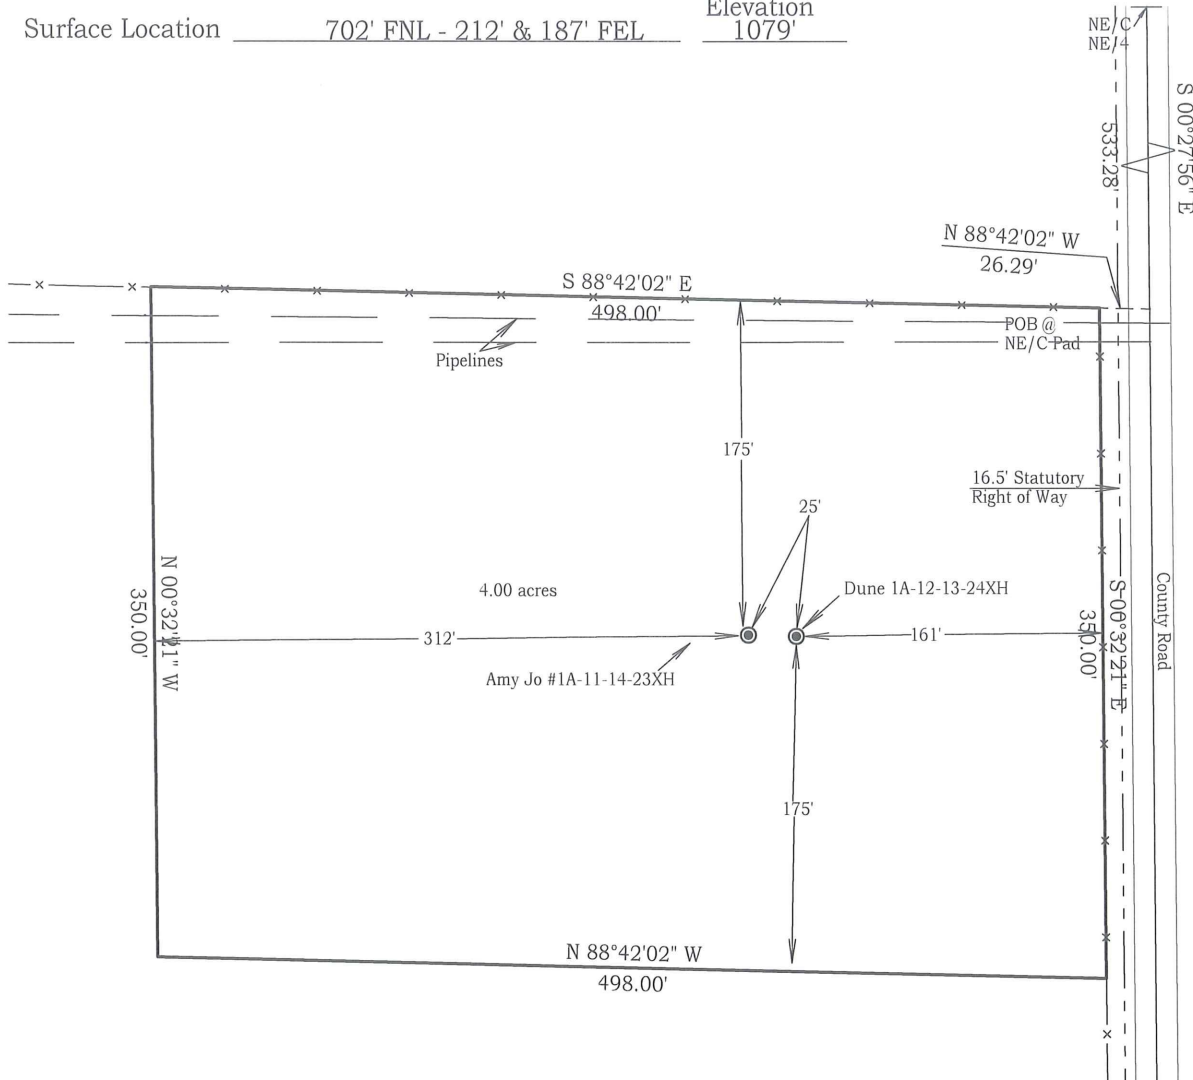 Elevation
Surface Location 702' FNL - 212' & 187' FEL 1079'
NE/C
NE/4
S 00°27'56" E
533.28'
N 88°42'02" W
26.29'
S 88°42'02" E
498.00'
POB @
NE/C Pad
Pipelines
175'
16.5' Statutory
Right of Way
25'
N 00°32'21" W
350.00'
4.00 acres
Dune 1A-12-13-24XH
312'
161'
S 00°32'21" E
350.00'
County Road
Amy Jo #1A-11-14-23XH
175'
N 88°42'02" W
498.00'